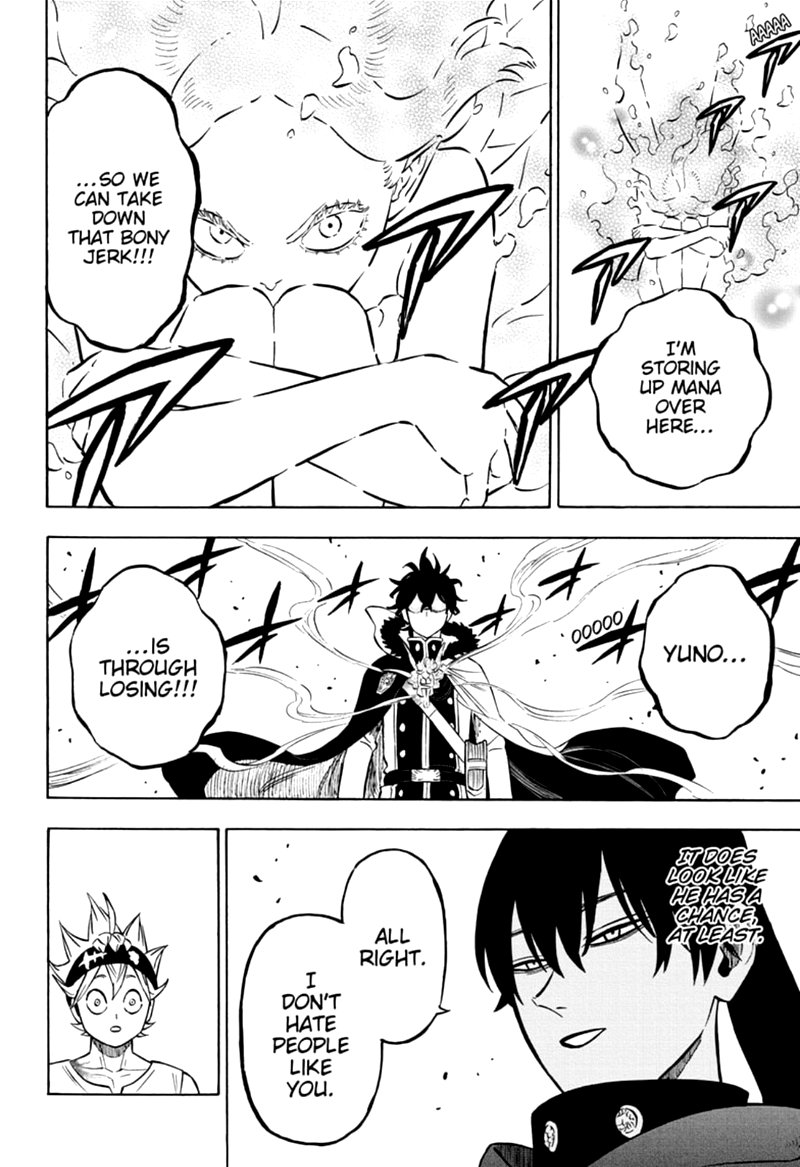 AAAAA
I'M
STORING
UP MANA
OVER
HERE...
...SO WE
CAN TAKE
DOWN
THAT BONY
JERK!!!
OOOOO
YUNO...
...IS
THROUGH
LOSING!!!
IT DOES
LOOK LIKE
HE HAS A
CHANCE,
AT LEAST.
ALL
RIGHT.
I
DON'T
HATE
PEOPLE
LIKE
YOU.